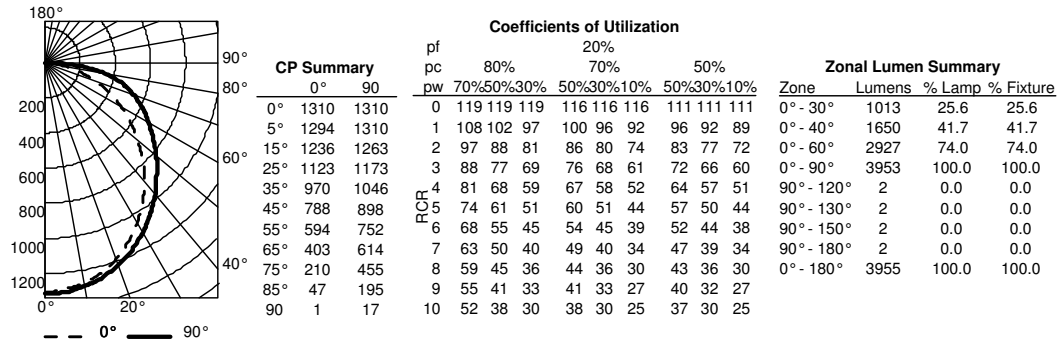 180°
90°
80°
60°
40°
200
400
600
800
1000
1200
0° 20°
0° 90°
CP Summary
0° 90
0° 1310 1310
5° 1294 1310
15° 1236 1263
25° 1123 1173
35° 970 1046
45° 788 898
55° 594 752
65° 403 614
75° 210 455
85° 47 195
90 1 17
Coefficients of Utilization
pf 20%
pc 80% 70% 50%
pw 70%50%30% 50%30%10% 50%30%10%
RCR
0 119 119 119 116 116 116 111 111 111
1 108 102 97 100 96 92 96 92 89
2 97 88 81 86 80 74 83 77 72
3 88 77 69 76 68 61 72 66 60
4 81 68 59 67 58 52 64 57 51
5 74 61 51 60 51 44 57 50 44
6 68 55 45 54 45 39 52 44 38
7 63 50 40 49 40 34 47 39 34
8 59 45 36 44 36 30 43 36 30
9 55 41 33 41 33 27 40 32 27
10 52 38 30 38 30 25 37 30 25
Zonal Lumen Summary
Zone Lumens % Lamp % Fixture
0°- 30° 1013 25.6 25.6
0°- 40° 1650 41.7 41.7
0°- 60° 2927 74.0 74.0
0°- 90° 3953 100.0 100.0
90°- 120° 2 0.0 0.0
90°- 130° 2 0.0 0.0
90°- 150° 2 0.0 0.0
90°- 180° 2 0.0 0.0
0°- 180° 3955 100.0 100.0